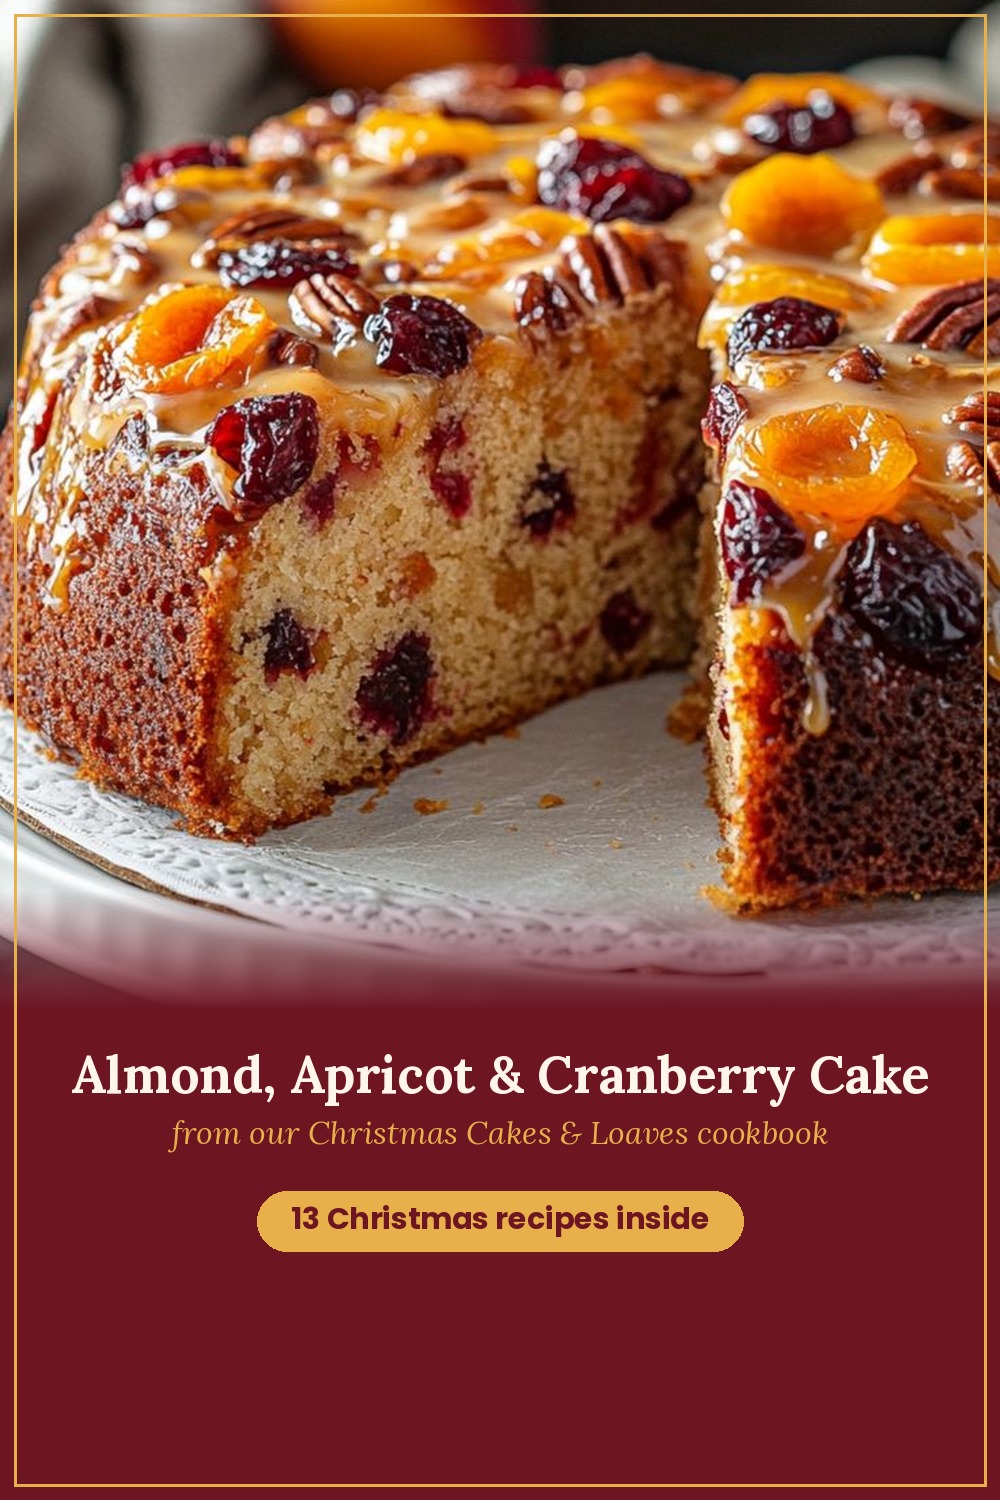 Almond, Apricot & Cranberry Cake
from our Christmas Cakes & Loaves cookbook
13 Christmas recipes inside